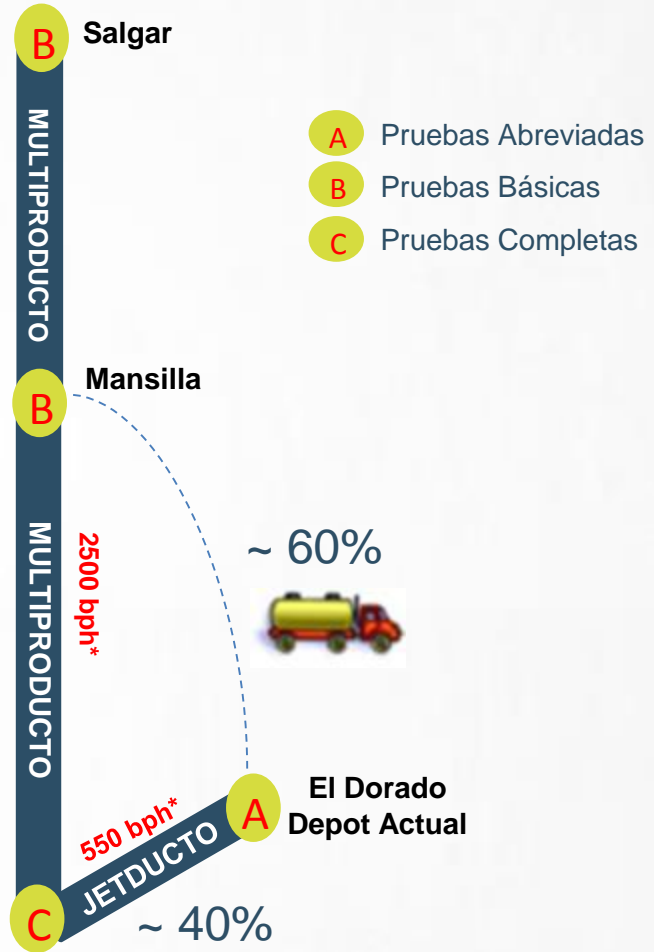 B
Salgar
MULTIPRODUCTO
A Pruebas Abreviadas
B Pruebas Básicas
C Pruebas Completas
Mansilla
B
MULTIPRODUCTO
2500 bph*
~ 60%
A
El Dorado
Depot Actual
550 bph*
JETDUCTO
C
~ 40%